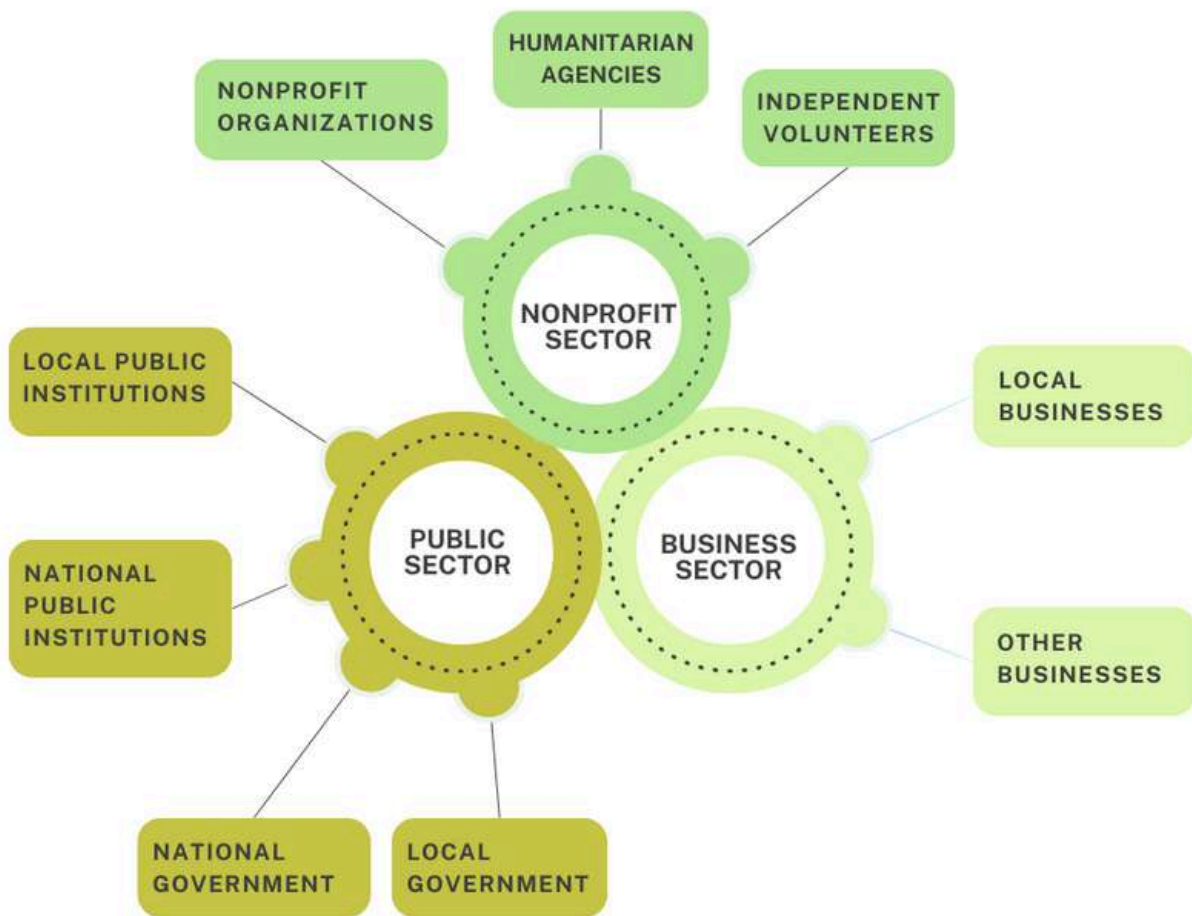 HUMANITARIAN
AGENCIES
NONPROFIT
ORGANIZATIONS
INDEPENDENT
VOLUNTEERS
NONPROFIT
SECTOR
LOCAL PUBLIC
INSTITUTIONS
LOCAL
BUSINESSES
PUBLIC
SECTOR
BUSINESS
SECTOR
NATIONAL
PUBLIC
INSTITUTIONS
OTHER
BUSINESSES
NATIONAL
GOVERNMENT
LOCAL
GOVERNMENT